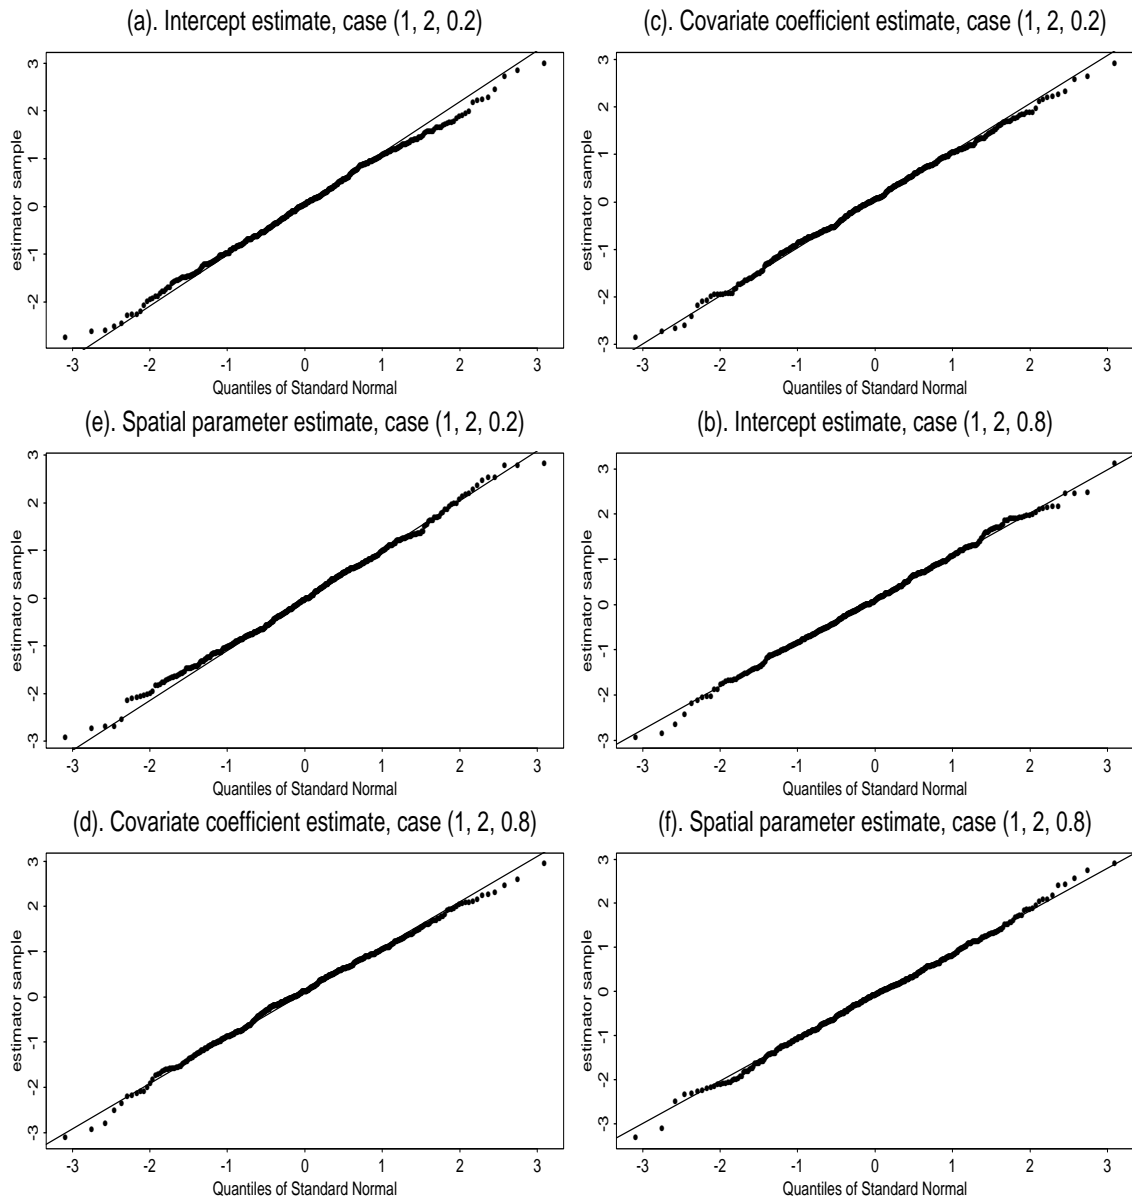 (a). Intercept estimate, case (1, 2, 0.2)
estimator sample
3
2
1
0
-1
-2
-3 -2 -1 0 1 2 3
Quantiles of Standard Normal
(c). Covariate coefficient estimate, case (1, 2, 0.2)
estimator sample
3
2
1
0
-1
-2
-3
-3 -2 -1 0 1 2 3
Quantiles of Standard Normal
(e). Spatial parameter estimate, case (1, 2, 0.2)
estimator sample
3
2
1
0
-1
-2
-3
-3 -2 -1 0 1 2 3
Quantiles of Standard Normal
(b). Intercept estimate, case (1, 2, 0.8)
estimator sample
3
2
1
0
-1
-2
-3
-3 -2 -1 0 1 2 3
Quantiles of Standard Normal
(d). Covariate coefficient estimate, case (1, 2, 0.8)
estimator sample
3
2
1
0
-1
-2
-3
-3 -2 -1 0 1 2 3
Quantiles of Standard Normal
(f). Spatial parameter estimate, case (1, 2, 0.8)
estimator sample
3
2
1
0
-1
-2
-3
-3 -2 -1 0 1 2 3
Quantiles of Standard Normal